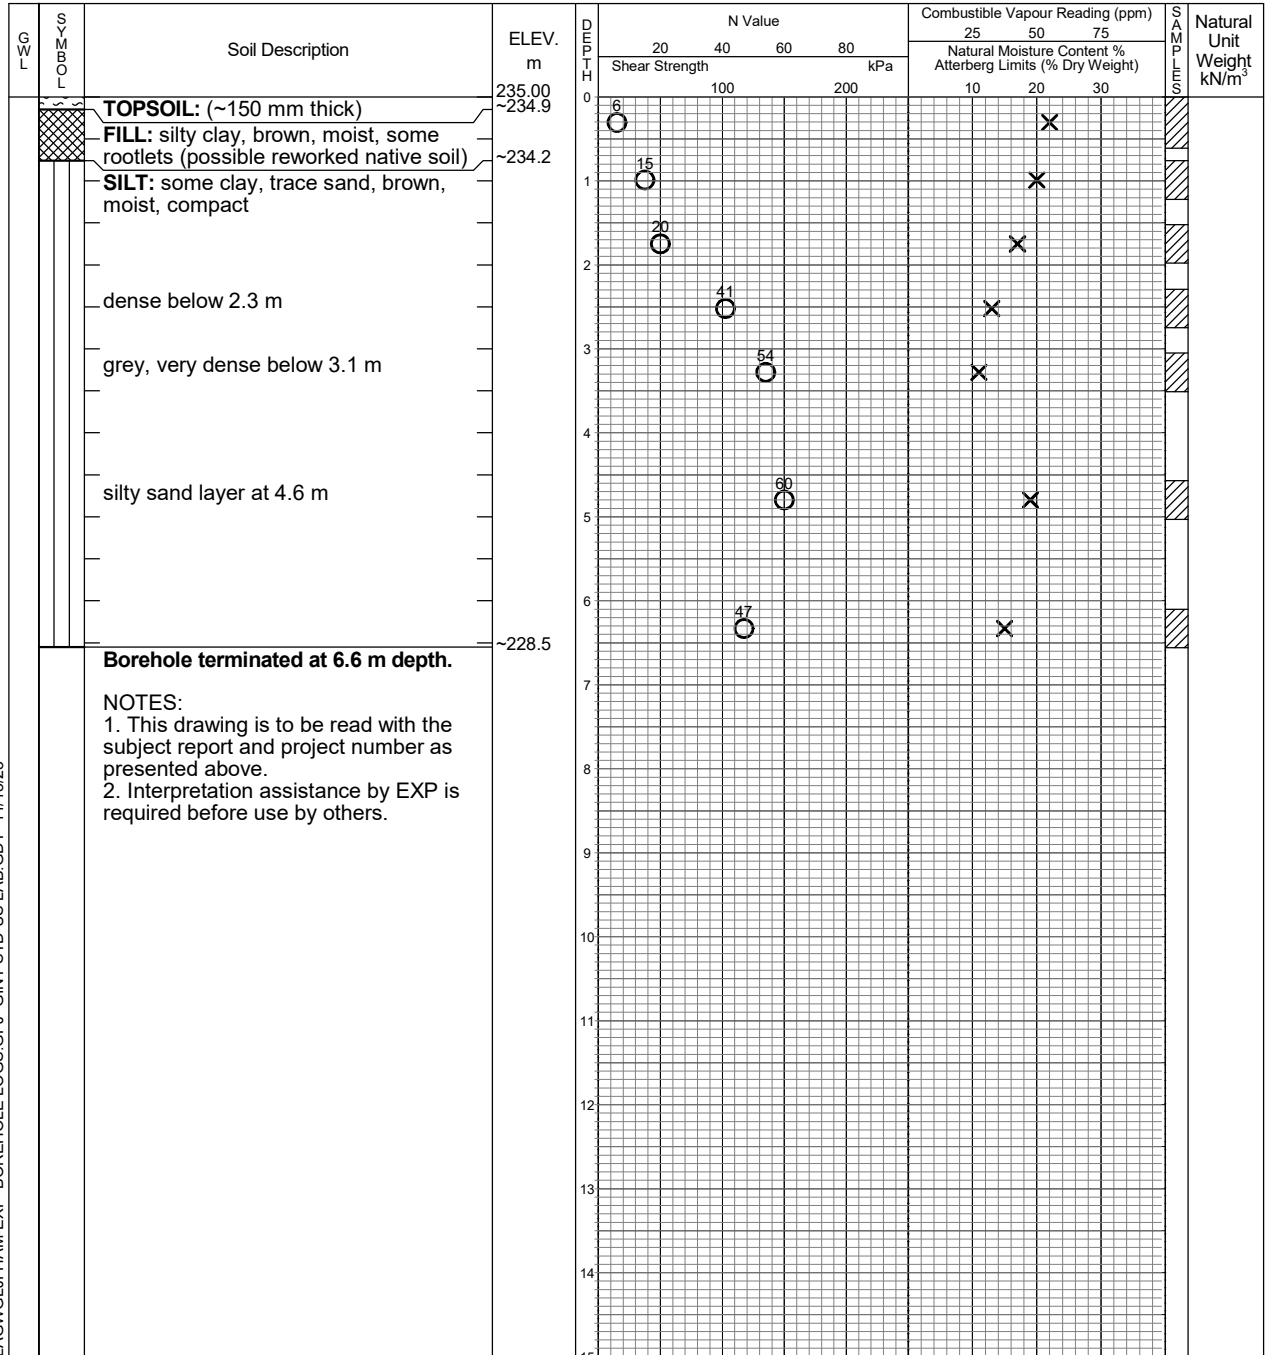 GWL
SYMBOL
Soil Description
ELEV.
m
DEPTH
N Value
20 40 60 80
Shear Strength kPa
100 200
Combustible Vapour Reading (ppm)
25 50 75
Natural Moisture Content %
Atterberg Limits (% Dry Weight)
10 20 30
SAMPLES
Natural
Unit
Weight
kN/m³
235.00
TOPSOIL: (~150 mm thick)
~234.9
FILL: silty clay, brown, moist, some
rootlets (possible reworked native soil)
~234.2
SILT: some clay, trace sand, brown,
moist, compact
dense below 2.3 m
grey, very dense below 3.1 m
silty sand layer at 4.6 m
~228.5
Borehole terminated at 6.6 m depth.
NOTES:
1. This drawing is to be read with the
subject report and project number as
presented above.
2. Interpretation assistance by EXP is
required before use by others.
0
1
2
3
4
5
6
7
8
9
10
11
12
13
14
6
15
20
41
54
60
47